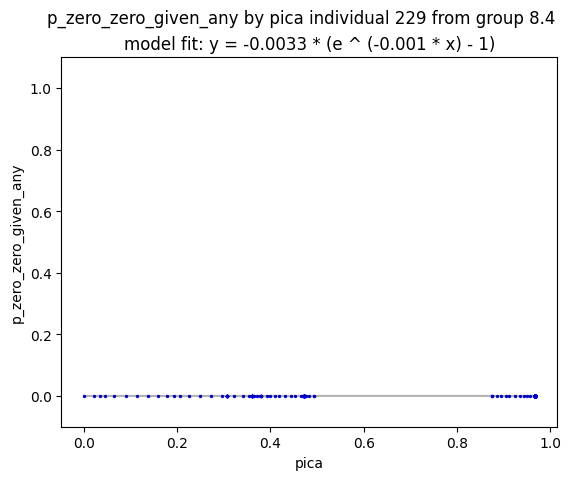 p_zero_zero_given_any by pica individual 229 from group 8.4
model fit: y = -0.0033 * (e ^ (-0.001 * x) - 1)
1.0
0.8
0.6
0.4
0.2
0.0
p_zero_zero_given_any
0.0 0.2 0.4 0.6 0.8 1.0
pica